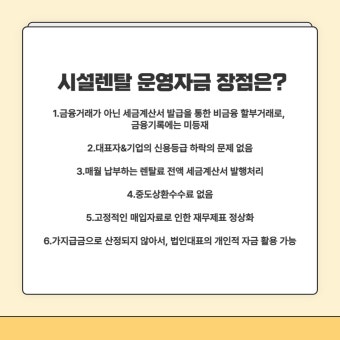 시설렌탈 운영자금 장점은?
1.금융거래가 아닌 세금계산서 발급을 통한 비금융 할부거래로,
금융기록에는 미등재
2.대표자&기업의 신용등급 하락의 문제 없음
3.매월 납부하는 렌탈료 전액 세금계산서 발행처리
4.중도상환수수료 없음
5.고정적인 매입자료로 인한 재무제표 정상화
6.가지급금으로 산정되지 않아서, 법인대표의 개인적 자금 활용 가능